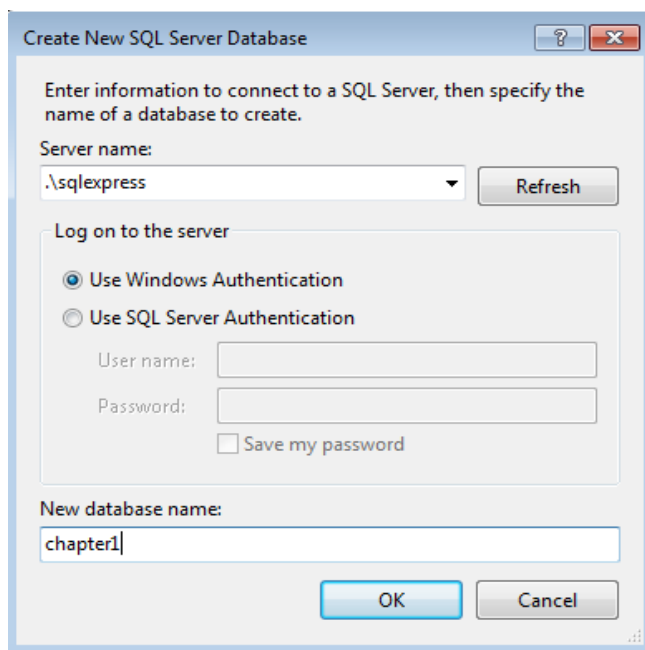 Create New SQL Server Database
Enter information to connect to a SQL Server, then specify the
name of a database to create.
Server name:
.\sqlexpress
Refresh
Log on to the server
Use Windows Authentication
Use SQL Server Authentication
User name:
Password:
Save my password
New database name:
chapter1
OK
Cancel